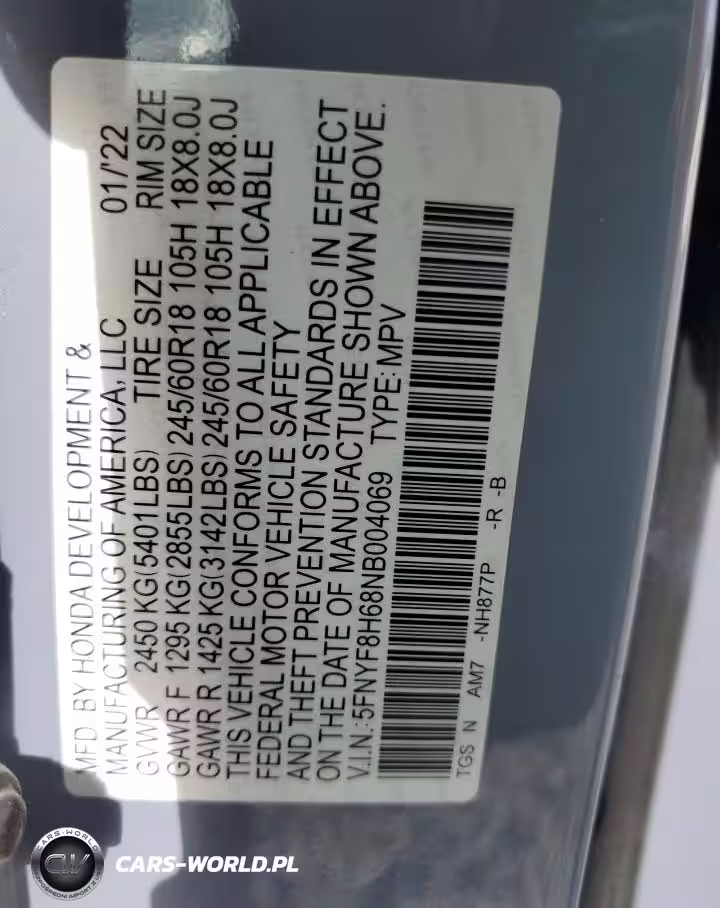 MFD BY HONDA DEVELOPMENT &
MANUFACTURING OF AMERICA, LLC 01/'22
GVWR 2450 KG(5401LBS) TIRE SIZE RIM SIZE
GAWR F 1295 KG(2855LBS) 245/60R18 105H 18X8.0J
GAWR R 1425 KG(3142LBS) 245/60R18 105H 18X8.0J
THIS VEHICLE CONFORMS TO ALL APPLICABLE
FEDERAL MOTOR VEHICLE SAFETY
AND THEFT PREVENTION STANDARDS IN EFFECT
ON THE DATE OF MANUFACTURE SHOWN ABOVE.
V.I.N.:5FNYF8H68NB004069 TYPE: MPV
TGS N AM7 -NH877P -R -B
CARS-WORLD
CW
CARS-WORLD.PL